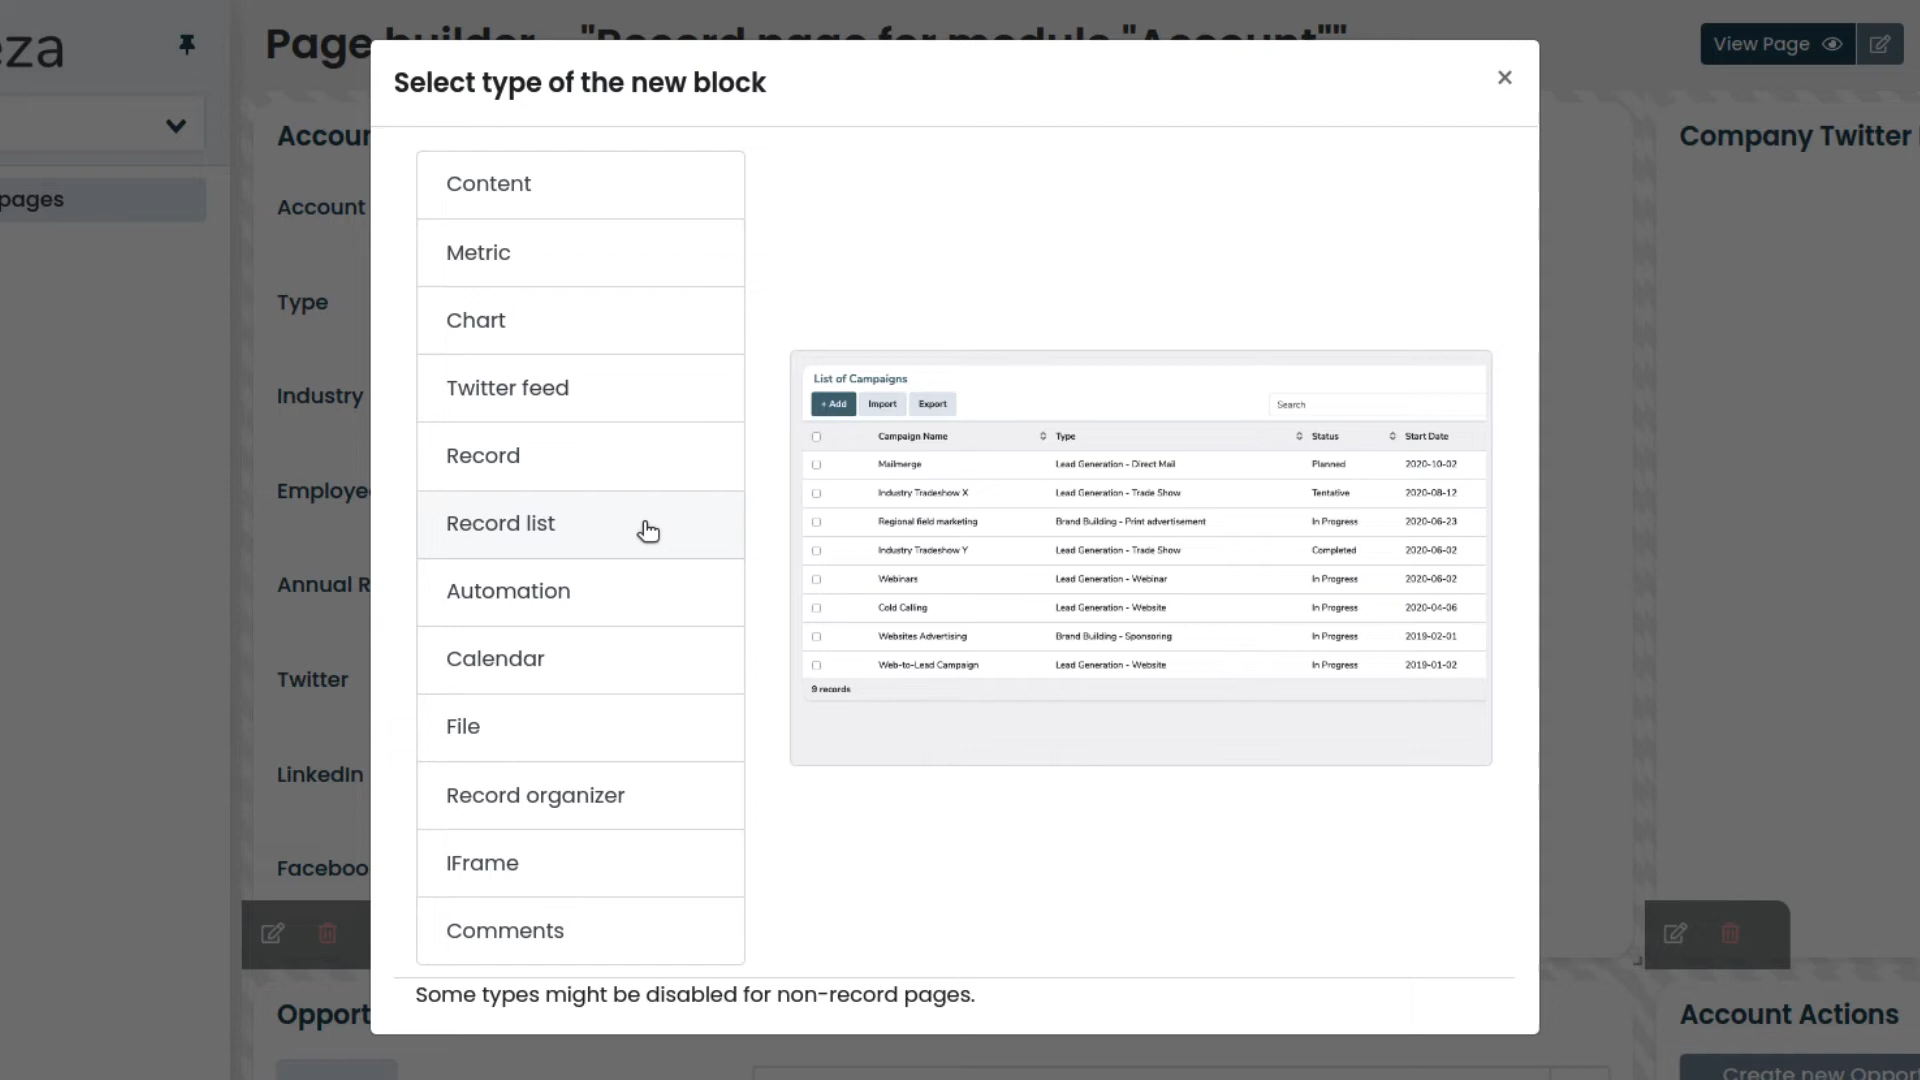 eza
Page builder - "Record page for module "Account""
View Page
Select type of the new block
×
Content
Metric
Chart
Twitter feed
Record
Record list
Automation
Calendar
File
Record organizer
IFrame
Comments
List of Campaigns
+ Add Import Export Search
Campaign Name Type Status Start Date
Mailmerge Lead Generation - Direct Mail Planned 2020-10-02
Industry Tradeshow X Lead Generation - Trade Show Tentative 2020-08-12
Regional field marketing Brand Building - Print advertisement In Progress 2020-06-23
Industry Tradeshow Y Lead Generation - Trade Show Completed 2020-06-02
Webinars Lead Generation - Webinar In Progress 2020-06-02
Cold Calling Lead Generation - Website In Progress 2020-04-06
Websites Advertising Brand Building - Sponsoring In Progress 2019-02-01
Web-to-Lead Campaign Lead Generation - Website In Progress 2019-01-02
9 records
Some types might be disabled for non-record pages.
pages
Accoun
Account
Type
Industry
Employe
Annual R
Twitter
LinkedIn
Faceboo
Opport
Company Twitter
Account Actions
Create new Oppor